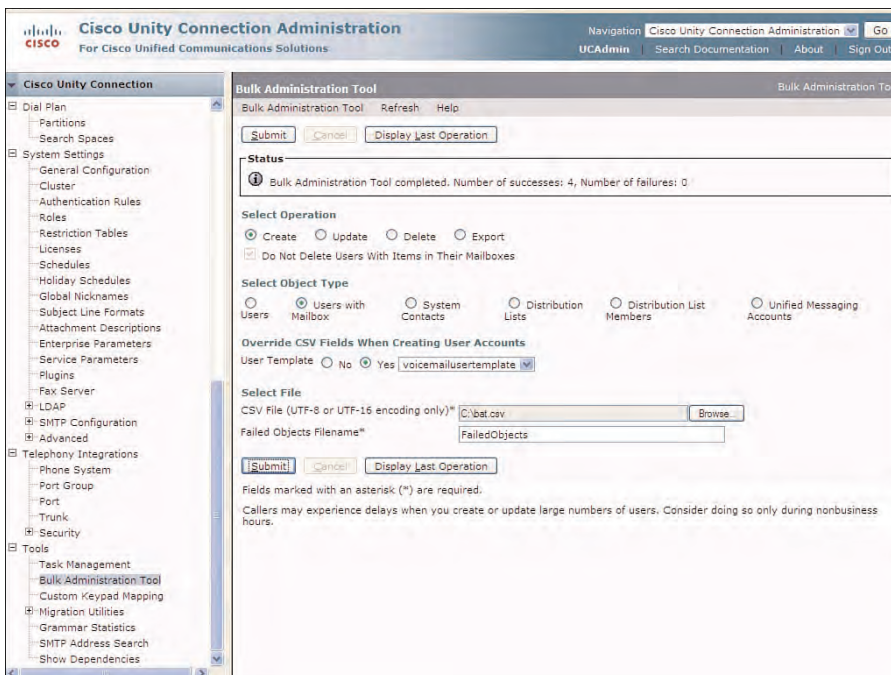 CISCO
Cisco Unity Connection Administration
For Cisco Unified Communications Solutions
Navigation Cisco Unity Connection Administration Go
UCAdmin | Search Documentation | About | Sign Out
Cisco Unity Connection
Dial Plan
Partitions
Search Spaces
System Settings
General Configuration
Cluster
Authentication Rules
Roles
Restriction Tables
Licenses
Schedules
Holiday Schedules
Global Nicknames
Subject Line Formats
Attachment Descriptions
Enterprise Parameters
Service Parameters
Plugins
Fax Server
LDAP
SMTP Configuration
Advanced
Telephony Integrations
Phone System
Port Group
Port
Trunk
Security
Tools
Task Management
Bulk Administration Tool
Custom Keypad Mapping
Migration Utilities
Grammar Statistics
SMTP Address Search
Show Dependencies
Bulk Administration Tool
Bulk Administration To
Bulk Administration Tool Refresh Help
Submit Cancel Display Last Operation
Status
Bulk Administration Tool completed. Number of successes: 4, Number of failures: 0
Select Operation
Create Update Delete Export
Do Not Delete Users With Items in Their Mailboxes
Select Object Type
Users
Users with Mailbox
System Contacts
Distribution Lists
Distribution List Members
Unified Messaging Accounts
Override CSV Fields When Creating User Accounts
User Template No Yes voicemailusertemplate
Select File
CSV File (UTF-8 or UTF-16 encoding only)* C:\bat.csv Browse...
Failed Objects Filename* FailedObjects
Submit Cancel Display Last Operation
Fields marked with an asterisk (*) are required.
Callers may experience delays when you create or update large numbers of users. Consider doing so only during nonbusiness
hours.